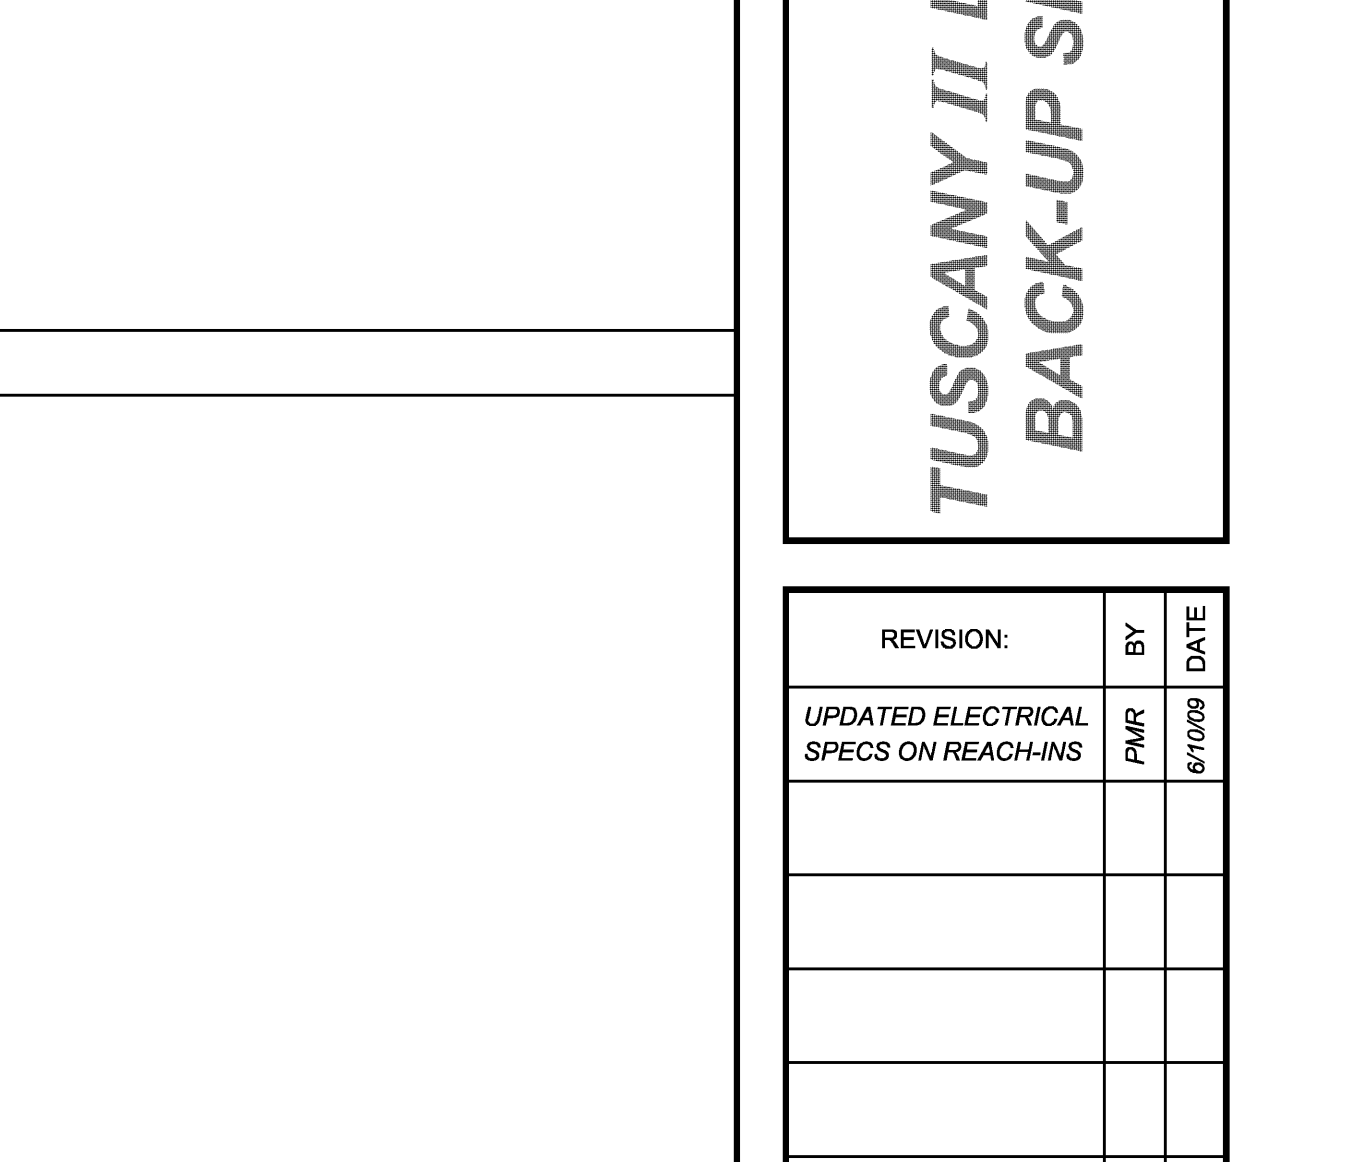 TUSCANY II
BACK-UP
REVISION: BY DATE
UPDATED ELECTRICAL
SPECS ON REACH-INS
PMR
6/10/09